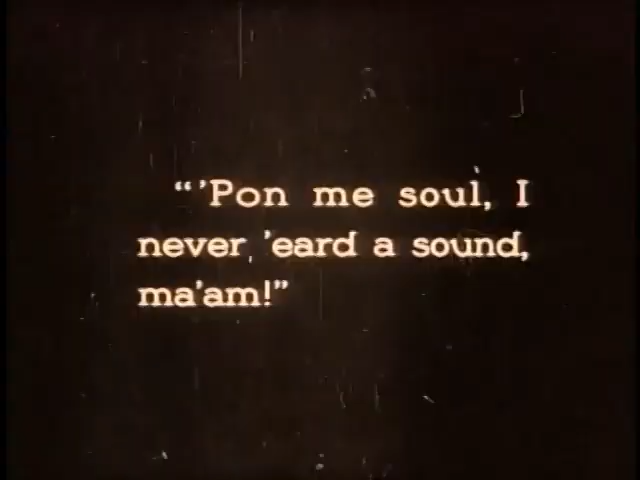 “'Pon me soul, I
never 'eard a sound,
ma'am!”